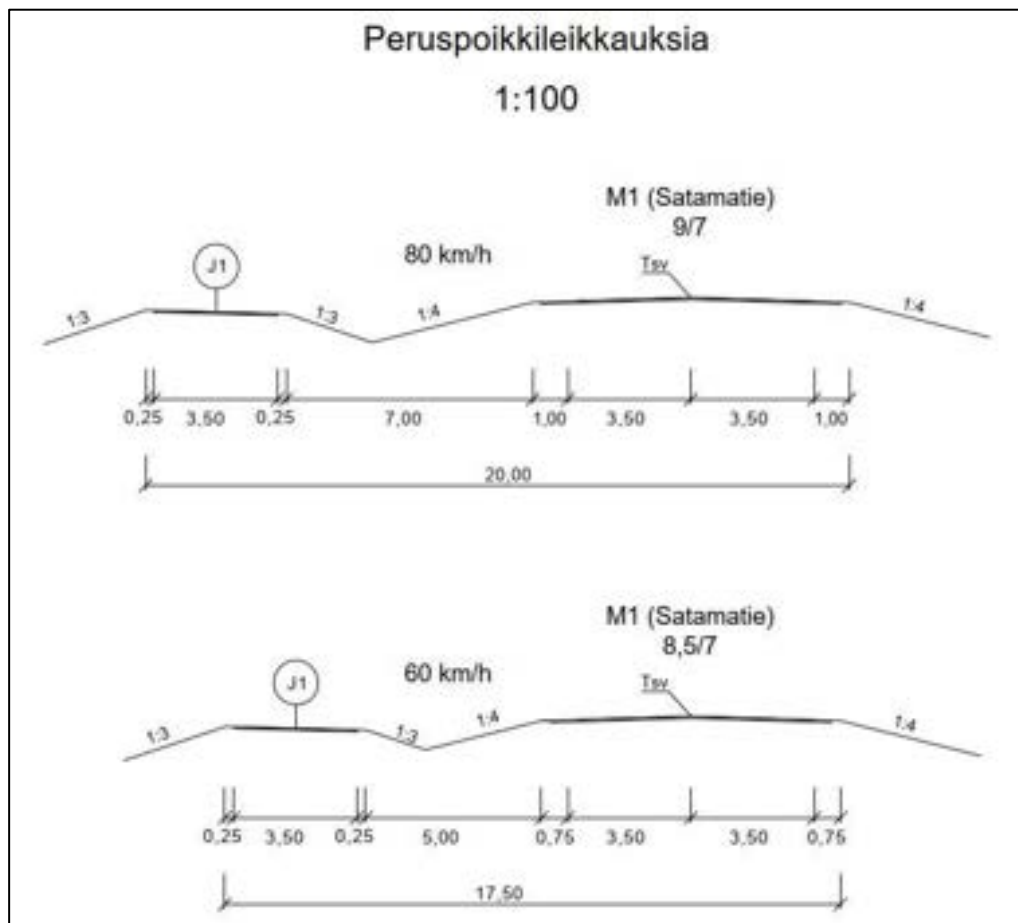 Peruspoikkileikkauksia
1:100
M1 (Satamatie)
9/7
80 km/h
J1
Tsv
1:3
1:3
1:4
1:4
0,25 3,50 0,25 7,00 1,00 3,50 3,50 1,00
20,00
M1 (Satamatie)
8,5/7
60 km/h
J1
Tsv
1:3
1:3
1:4
1:4
0,25 3,50 0,25 5,00 0,75 3,50 3,50 0,75
17,50